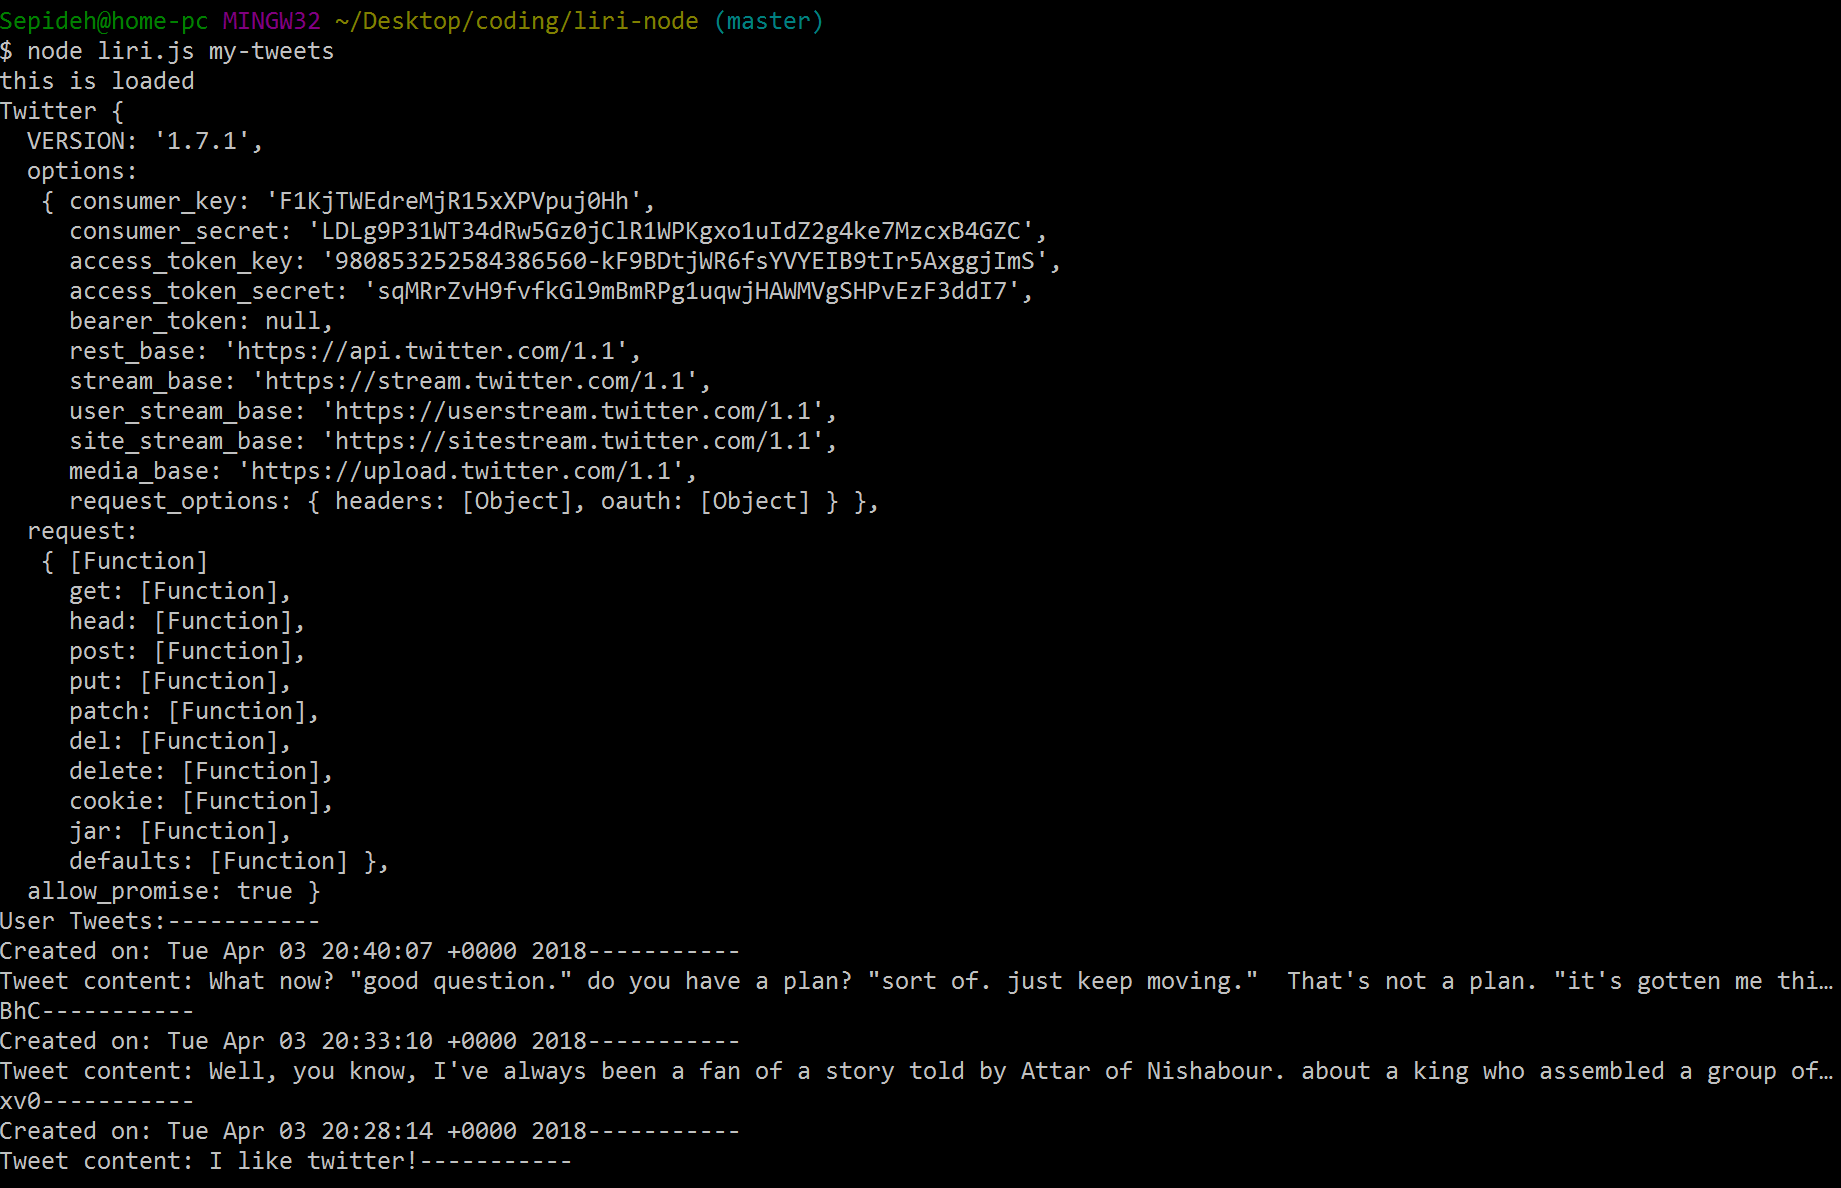 Sepideh@home-pc MINGW32 ~/Desktop/coding/liri-node (master)
$ node liri.js my-tweets
this is loaded
Twitter {
  VERSION: '1.7.1',
  options:
   { consumer_key: 'F1KjTWEdreMjR15xXPVpuj0Hh',
     consumer_secret: 'LDLg9P31WT34dRw5Gz0jClR1WPKgxo1uIdZ2g4ke7MzcxB4GZC',
     access_token_key: '980853252584386560-kF9BDtjWR6fsYVYEIB9tIr5AxggjImS',
     access_token_secret: 'sqMRrZvH9fvfkGl9mBmRPg1uqwjHAWMVgSHPvEzF3ddI7',
     bearer_token: null,
     rest_base: 'https://api.twitter.com/1.1',
     stream_base: 'https://stream.twitter.com/1.1',
     user_stream_base: 'https://userstream.twitter.com/1.1',
     site_stream_base: 'https://sitestream.twitter.com/1.1',
     media_base: 'https://upload.twitter.com/1.1',
     request_options: { headers: [Object], oauth: [Object] } },
  request:
   { [Function]
     get: [Function],
     head: [Function],
     post: [Function],
     put: [Function],
     patch: [Function],
     del: [Function],
     delete: [Function],
     cookie: [Function],
     jar: [Function],
     defaults: [Function] },
  allow_promise: true }
User Tweets:-----------
Created on: Tue Apr 03 20:40:07 +0000 2018-----------
Tweet content: What now? "good question." do you have a plan? "sort of. just keep moving."  That's not a plan. "it's gotten me thi…
BhC-----------
Created on: Tue Apr 03 20:33:10 +0000 2018-----------
Tweet content: Well, you know, I've always been a fan of a story told by Attar of Nishabour. about a king who assembled a group of…
xv0-----------
Created on: Tue Apr 03 20:28:14 +0000 2018-----------
Tweet content: I like twitter!-----------